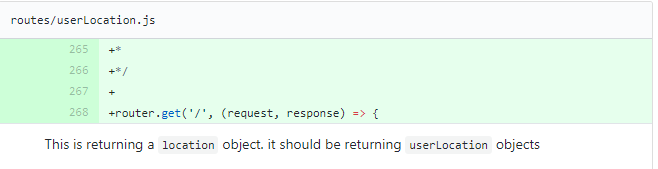 routes/userLocation.js
265 +*
266 +*/
267 +
268 +router.get('/', (request, response) => {
This is returning a location object. it should be returning userLocation objects